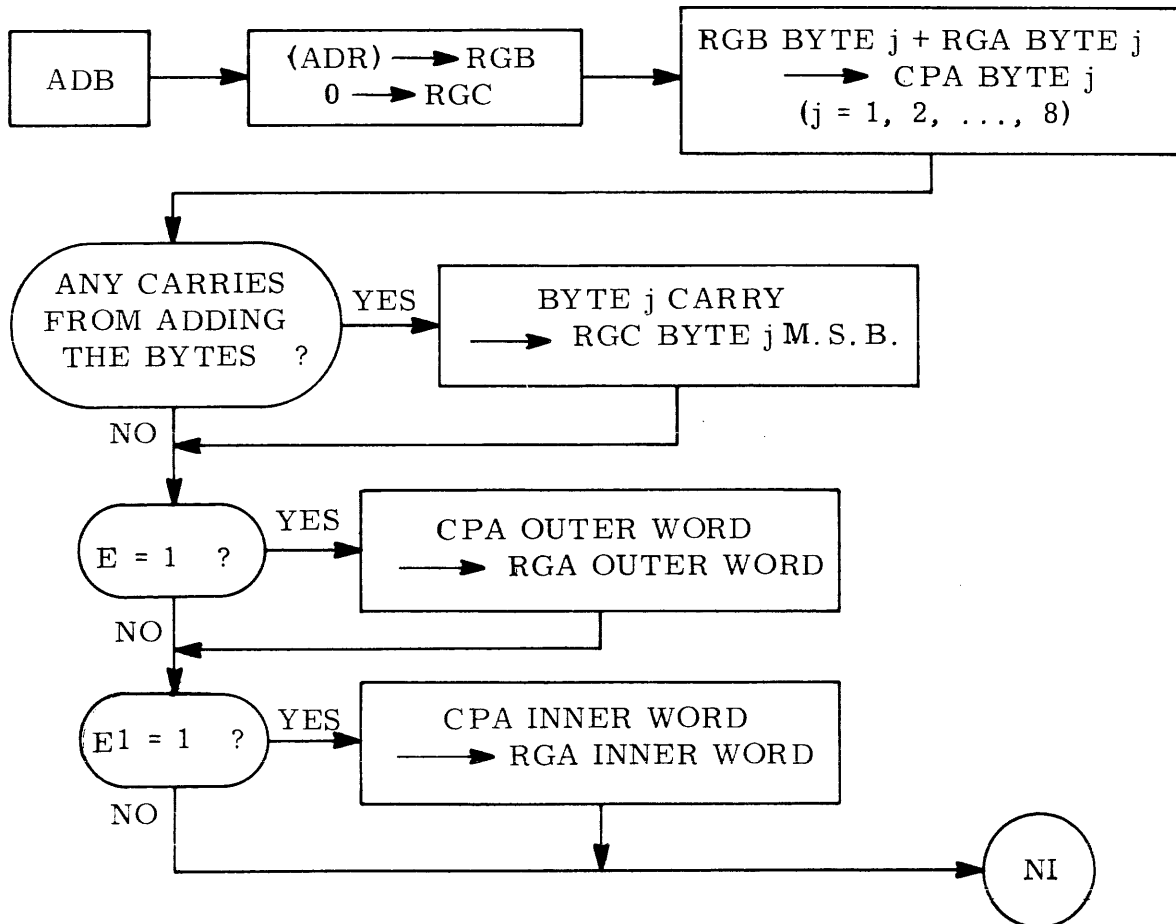 ADB
(ADR) → RGB
0 → RGC
RGB BYTE j + RGA BYTE j
→ CPA BYTE j
(j = 1, 2, ..., 8)
ANY CARRIES
FROM ADDING
THE BYTES ?
YES
BYTE j CARRY
→ RGC BYTE j M.S.B.
NO
E = 1 ?
YES
CPA OUTER WORD
→ RGA OUTER WORD
NO
E1 = 1 ?
YES
CPA INNER WORD
→ RGA INNER WORD
NO
NI